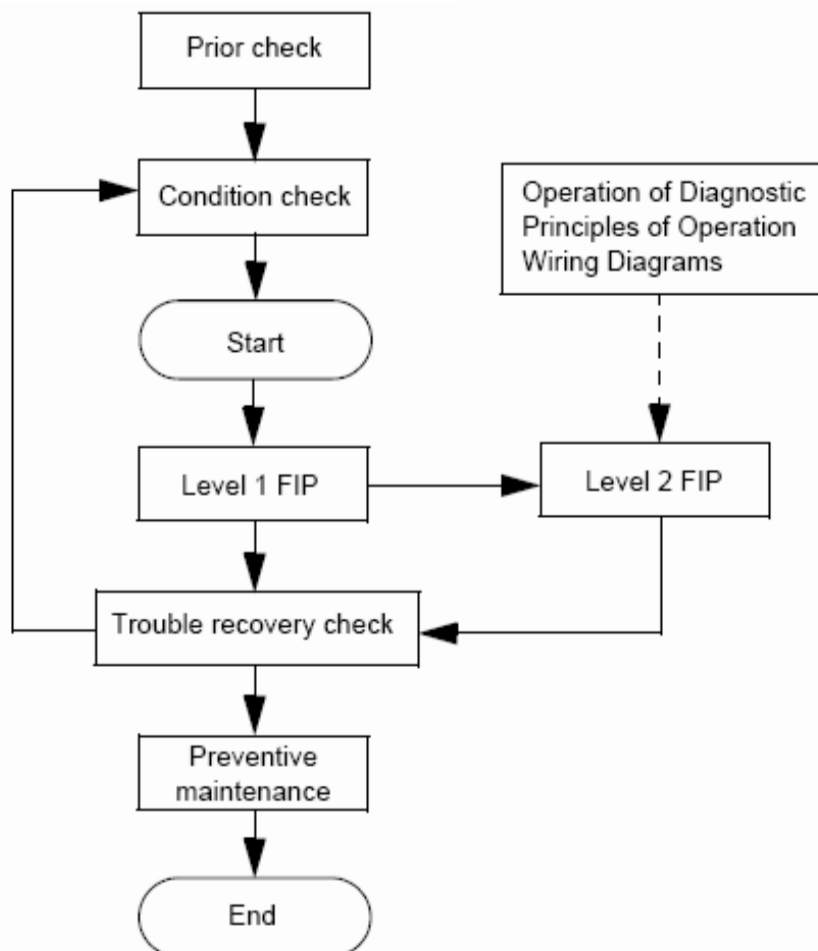 Prior check
Condition check
Operation of Diagnostic
Principles of Operation
Wiring Diagrams
Start
Level 1 FIP
Level 2 FIP
Trouble recovery check
Preventive
maintenance
End